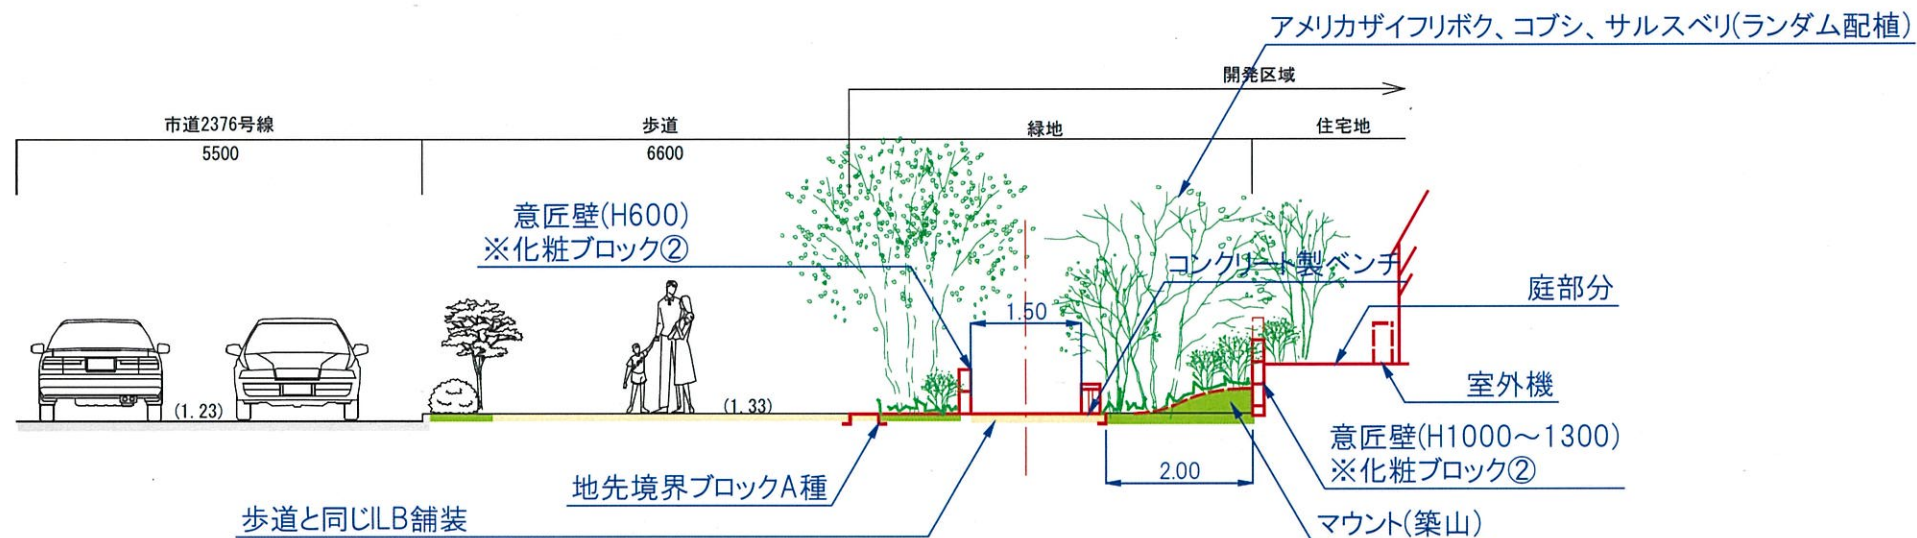 アメリカザイフリボク、コブシ、サルスベリ(ランダム配植)
開発区域
市道2376号線
歩道
緑地
住宅地
5500
6600
意匠壁(H600)
※化粧ブロック②
コンクリート製ベンチ
庭部分
1.50
室外機
(1.23)
(1.33)
意匠壁(H1000～1300)
※化粧ブロック②
2.00
地先境界ブロックA種
歩道と同じILB舗装
マウント(築山)